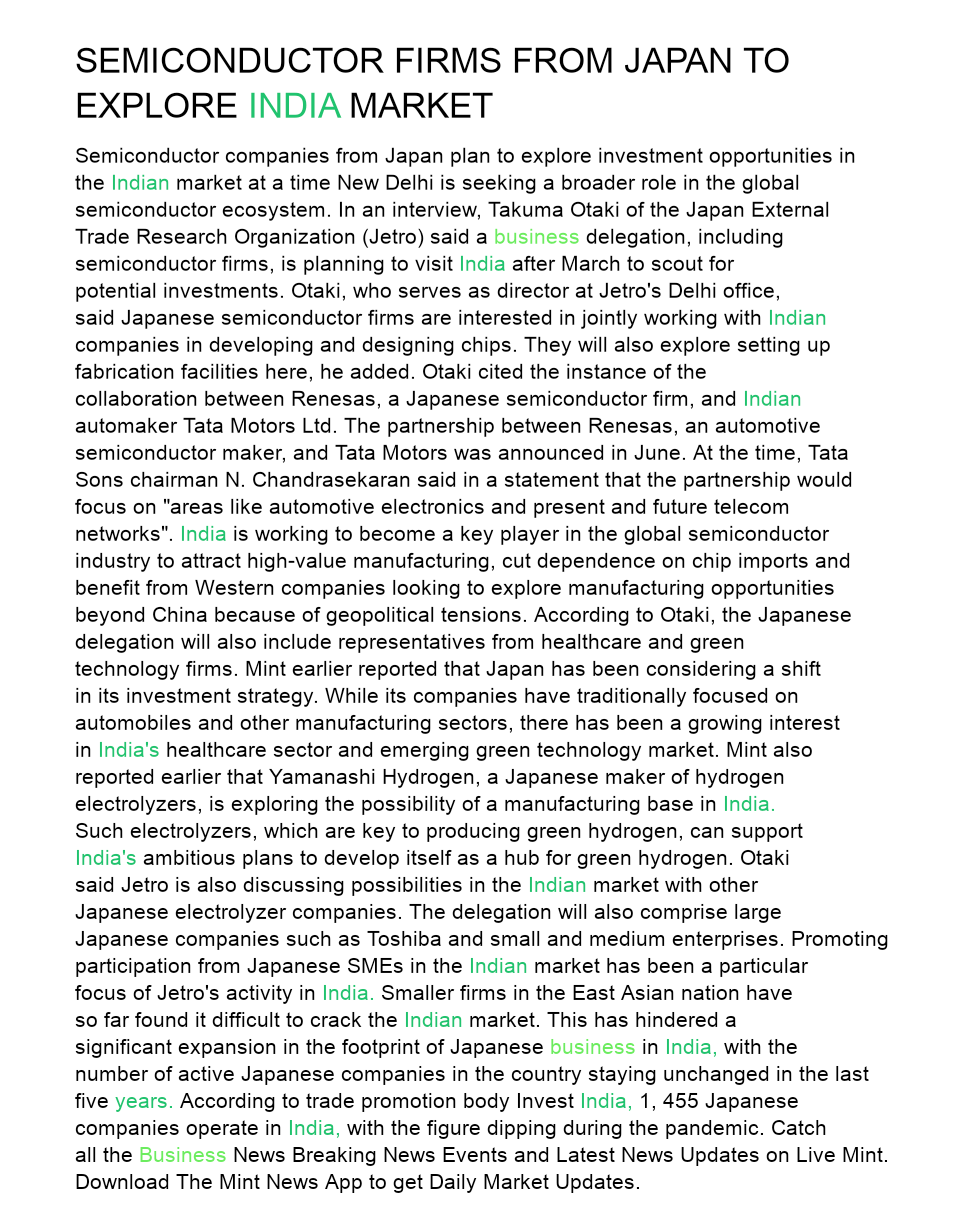 SEMICONDUCTOR FIRMS FROM JAPAN TO
EXPLORE INDIA MARKET
Semiconductor companies from Japan plan to explore investment opportunities in
the Indian market at a time New Delhi is seeking a broader role in the global
semiconductor ecosystem. In an interview, Takuma Otaki of the Japan External
Trade Research Organization (Jetro) said a business delegation, including
semiconductor firms, is planning to visit India after March to scout for
potential investments. Otaki, who serves as director at Jetro's Delhi office,
said Japanese semiconductor firms are interested in jointly working with Indian
companies in developing and designing chips. They will also explore setting up
fabrication facilities here, he added. Otaki cited the instance of the
collaboration between Renesas, a Japanese semiconductor firm, and Indian
automaker Tata Motors Ltd. The partnership between Renesas, an automotive
semiconductor maker, and Tata Motors was announced in June. At the time, Tata
Sons chairman N. Chandrasekaran said in a statement that the partnership would
focus on "areas like automotive electronics and present and future telecom
networks". India is working to become a key player in the global semiconductor
industry to attract high-value manufacturing, cut dependence on chip imports and
benefit from Western companies looking to explore manufacturing opportunities
beyond China because of geopolitical tensions. According to Otaki, the Japanese
delegation will also include representatives from healthcare and green
technology firms. Mint earlier reported that Japan has been considering a shift
in its investment strategy. While its companies have traditionally focused on
automobiles and other manufacturing sectors, there has been a growing interest
in India's healthcare sector and emerging green technology market. Mint also
reported earlier that Yamanashi Hydrogen, a Japanese maker of hydrogen
electrolyzers, is exploring the possibility of a manufacturing base in India.
Such electrolyzers, which are key to producing green hydrogen, can support
India's ambitious plans to develop itself as a hub for green hydrogen. Otaki
said Jetro is also discussing possibilities in the Indian market with other
Japanese electrolyzer companies. The delegation will also comprise large
Japanese companies such as Toshiba and small and medium enterprises. Promoting
participation from Japanese SMEs in the Indian market has been a particular
focus of Jetro's activity in India. Smaller firms in the East Asian nation have
so far found it difficult to crack the Indian market. This has hindered a
significant expansion in the footprint of Japanese business in India, with the
number of active Japanese companies in the country staying unchanged in the last
five years. According to trade promotion body Invest India, 1, 455 Japanese
companies operate in India, with the figure dipping during the pandemic. Catch
all the Business News Breaking News Events and Latest News Updates on Live Mint.
Download The Mint News App to get Daily Market Updates.